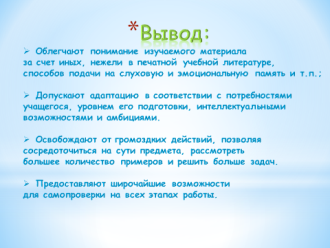 *Вывод:
➢ Облегчают понимание изучаемого материала
за счет иных, нежели в печатной учебной литературе,
способов подачи на слуховую и эмоциональную память и т.п.;
➢ Допускают адаптацию в соответствии с потребностями
учащегося, уровнем его подготовки, интеллектуальными
возможностями и амбициями.
➢ Освобождают от громоздких действий, позволяя
сосредоточиться на сути предмета, рассмотреть
большее количество примеров и решить больше задач.
➢ Предоставляют широчайшие возможности
для самопроверки на всех этапах работы.